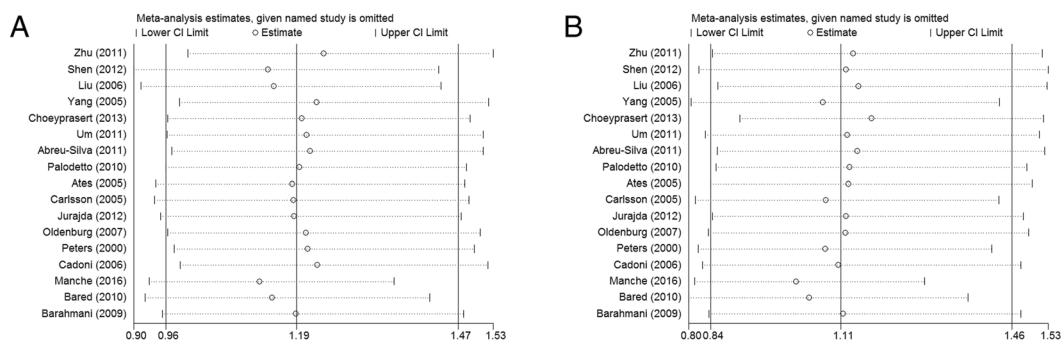 A
Meta-analysis estimates, given named study is omitted
Lower CI Limit Estimate Upper CI Limit
Zhu (2011)
Shen (2012)
Liu (2006)
Yang (2005)
Choeyprasert (2013)
Um (2011)
Abreu-Silva (2011)
Palodetto (2010)
Ates (2005)
Carlsson (2005)
Jurajda (2012)
Oldenburg (2007)
Peters (2000)
Cadoni (2006)
Manche (2016)
Bared (2010)
Barahmani (2009)
0.90 0.96 1.19 1.47 1.53
B
Meta-analysis estimates, given named study is omitted
Lower CI Limit Estimate Upper CI Limit
Zhu (2011)
Shen (2012)
Liu (2006)
Yang (2005)
Choeyprasert (2013)
Um (2011)
Abreu-Silva (2011)
Palodetto (2010)
Ates (2005)
Carlsson (2005)
Jurajda (2012)
Oldenburg (2007)
Peters (2000)
Cadoni (2006)
Manche (2016)
Bared (2010)
Barahmani (2009)
0.80 0.84 1.11 1.46 1.53